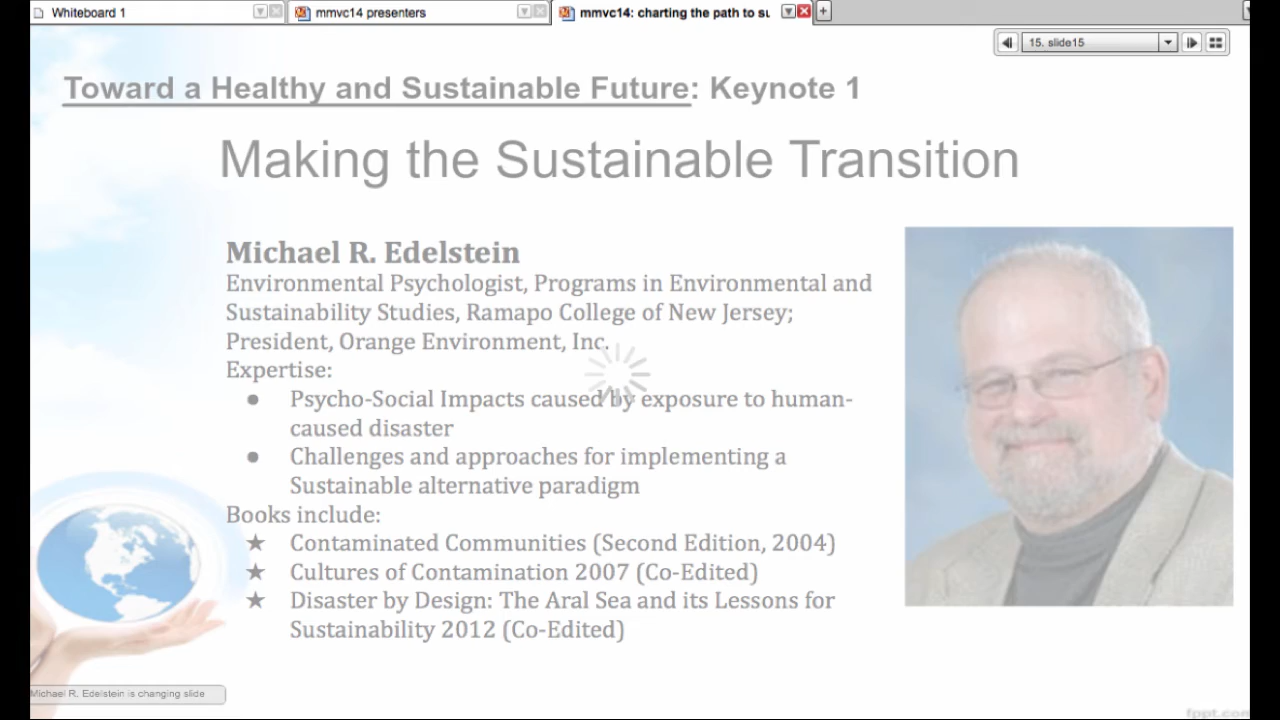 Whiteboard 1
mmvc14 presenters
mmvc14: charting the path to su
15. slide15
Toward a Healthy and Sustainable Future: Keynote 1
Making the Sustainable Transition
Michael R. Edelstein
Environmental Psychologist, Programs in Environmental and
Sustainability Studies, Ramapo College of New Jersey;
President, Orange Environment, Inc.
Expertise:
● Psycho-Social Impacts caused by exposure to human-
caused disaster
● Challenges and approaches for implementing a
Sustainable alternative paradigm
Books include:
★ Contaminated Communities (Second Edition, 2004)
★ Cultures of Contamination 2007 (Co-Edited)
★ Disaster by Design: The Aral Sea and its Lessons for
Sustainability 2012 (Co-Edited)
Michael R. Edelstein is changing slide
fppt.com